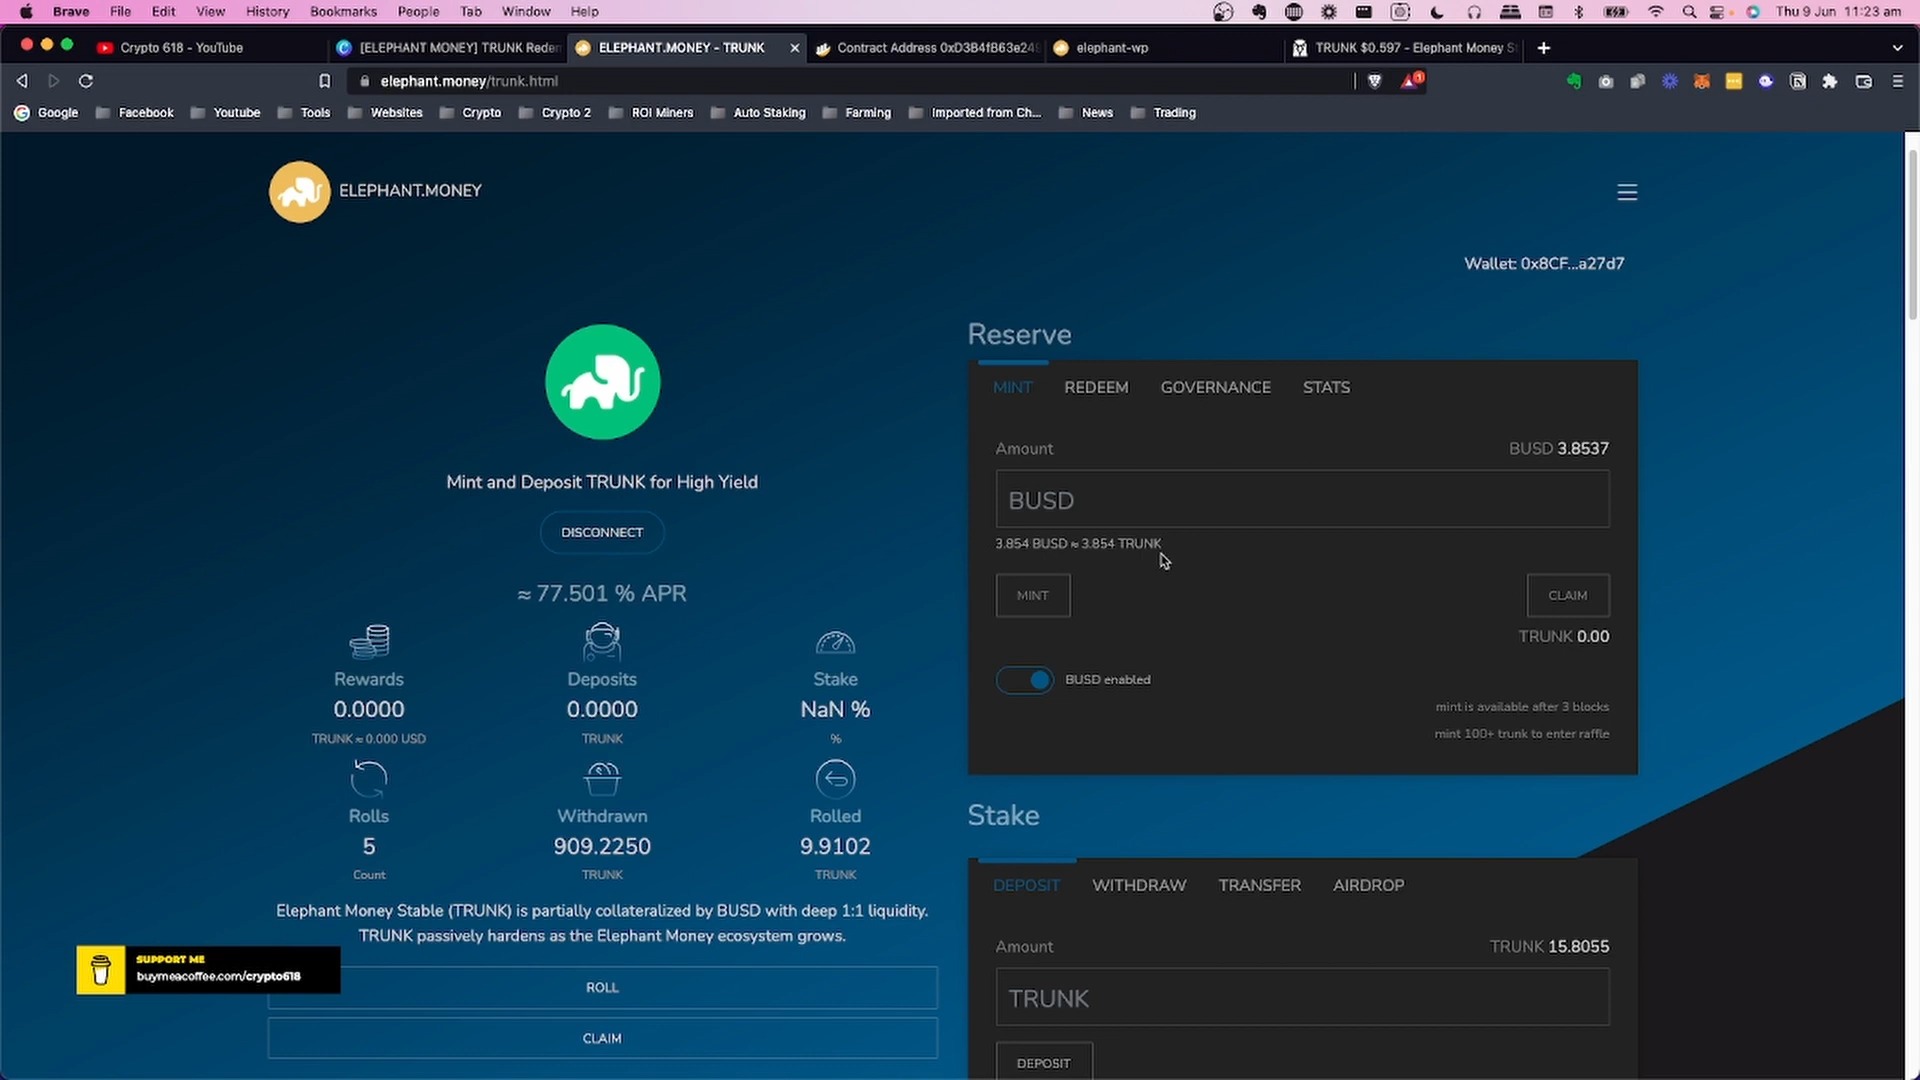 Brave File Edit View History Bookmarks People Tab Window Help Thu 9 Jun 11:23 am
Crypto 618 - YouTube
[ELEPHANT MONEY] TRUNK Reder
ELEPHANT.MONEY - TRUNK
Contract Address 0xD3B4fB63e249
elephant-wp
TRUNK $0.597 - Elephant Money S
elephant.money/trunk.html
Google Facebook Youtube Tools Websites Crypto Crypto 2 ROI Miners Auto Staking Farming Imported from Ch... News Trading
ELEPHANT.MONEY
Wallet: 0x8CF...a27d7
Mint and Deposit TRUNK for High Yield
DISCONNECT
≈ 77.501 % APR
Rewards
0.0000
TRUNK ≈ 0.000 USD
Deposits
0.0000
TRUNK
Stake
NaN %
%
Rolls
5
Count
Withdrawn
909.2250
TRUNK
Rolled
9.9102
TRUNK
Elephant Money Stable (TRUNK) is partially collateralized by BUSD with deep 1:1 liquidity.
TRUNK passively hardens as the Elephant Money ecosystem grows.
SUPPORT ME
buymeacoffee.com/crypto618
ROLL
CLAIM
Reserve
MINT REDEEM GOVERNANCE STATS
Amount BUSD 3.8537
BUSD
3.854 BUSD ≈ 3.854 TRUNK
MINT CLAIM
TRUNK 0.00
BUSD enabled
mint is available after 3 blocks
mint 100+ trunk to enter raffle
Stake
DEPOSIT WITHDRAW TRANSFER AIRDROP
Amount TRUNK 15.8055
TRUNK
DEPOSIT